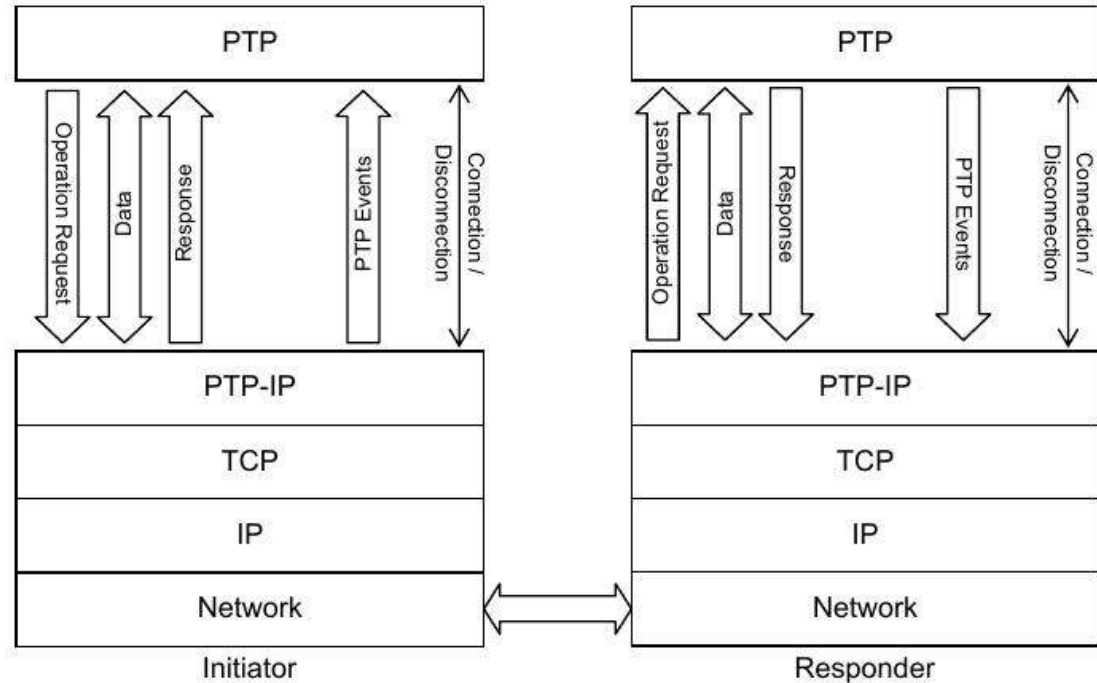 PTP
Operation Request
Data
Response
PTP Events
Connection /
Disconnection
PTP-IP
TCP
IP
Network
Initiator
PTP
Operation Request
Data
Response
PTP Events
Connection /
Disconnection
PTP-IP
TCP
IP
Network
Responder